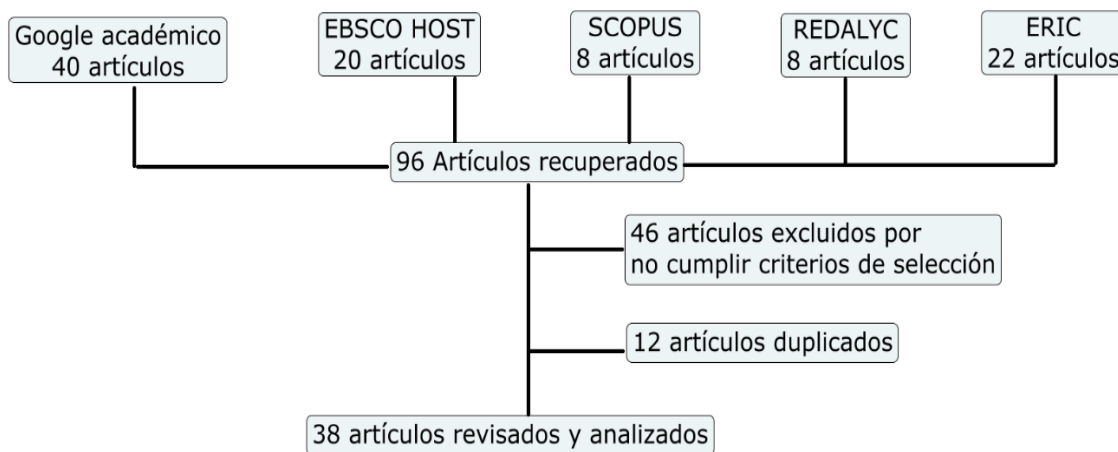 Google académico
40 artículos
EBSCO HOST
20 artículos
SCOPUS
8 artículos
REDALYC
8 artículos
ERIC
22 artículos
96 Artículos recuperados
46 artículos excluidos por
no cumplir criterios de selección
12 artículos duplicados
38 artículos revisados y analizados